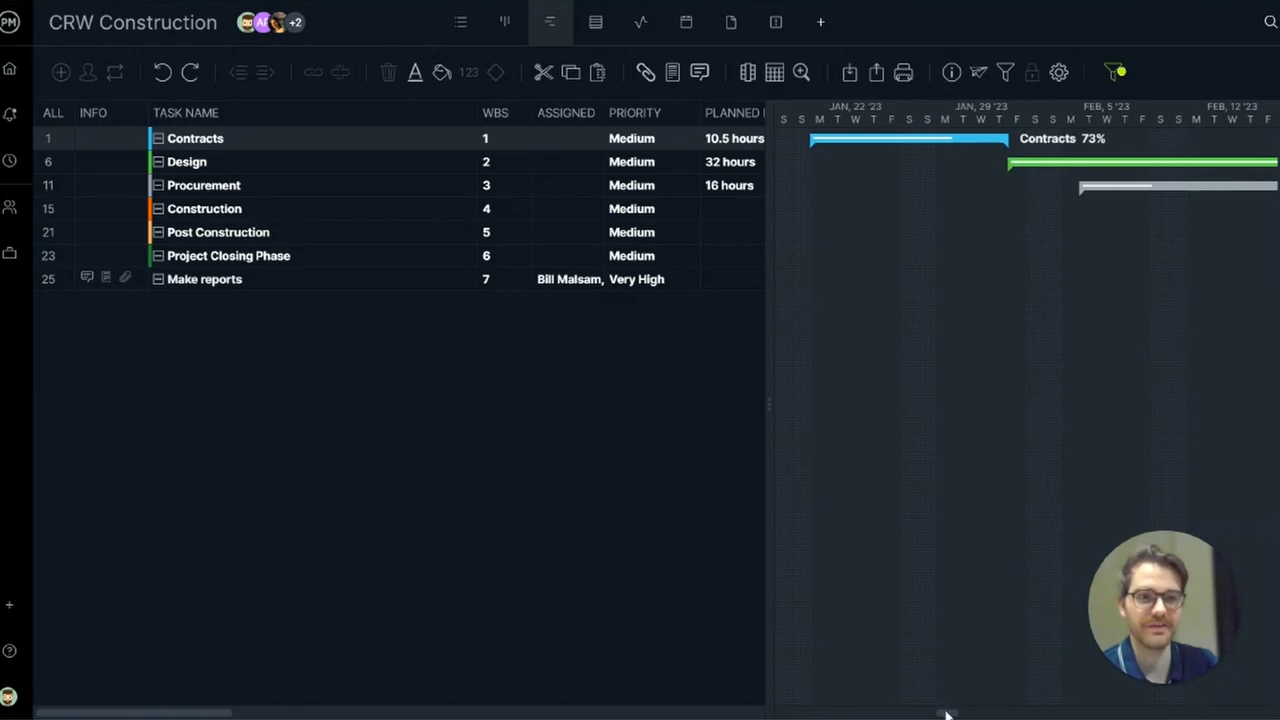 PM CRW Construction AF +2
123
ALL INFO TASK NAME WBS ASSIGNED PRIORITY PLANNED
JAN, 22 '23 JAN, 29 '23 FEB, 5 '23 FEB, 12 '23
S S M T W T F S S M T W T F S S M T W T F S S M T W T F
1 Contracts 1 Medium 10.5 hours
Contracts 73%
6 Design 2 Medium 32 hours
11 Procurement 3 Medium 16 hours
15 Construction 4 Medium
21 Post Construction 5 Medium
23 Project Closing Phase 6 Medium
25 Make reports 7 Bill Malsam, Very High